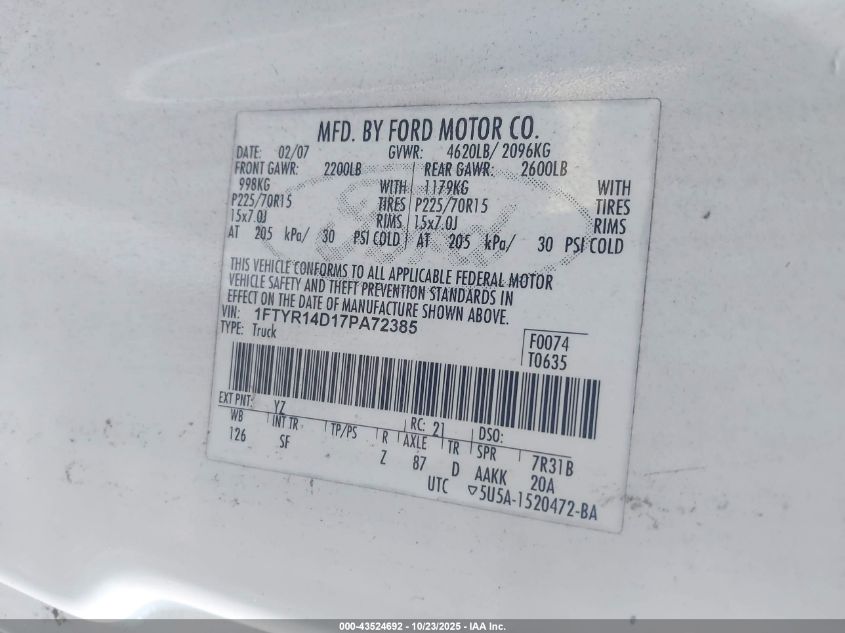 MFD. BY FORD MOTOR CO.
DATE: 02/07 GVWR: 4620LB/ 2096KG
FRONT GAWR: 2200LB REAR GAWR: 2600LB
998KG WITH 1179KG WITH
P225/70R15 TIRES P225/70R15 TIRES
15x7.0J RIMS 15x7.0J RIMS
AT 205 kPa/ 30 PSI COLD AT 205 kPa/ 30 PSI COLD
THIS VEHICLE CONFORMS TO ALL APPLICABLE FEDERAL MOTOR
VEHICLE SAFETY AND THEFT PREVENTION STANDARDS IN
EFFECT ON THE DATE OF MANUFACTURE SHOWN ABOVE.
VIN: 1FTYR14D17PA72385
TYPE: Truck
F0074
T0635
EXT PNT: YZ RC: 21 DSO:
WB INT TR TP/PS R AXLE TR SPR 7R31B
126 SF Z 87 D AAKK 20A
UTC ▽5U5A-1520472-BA
000-43524692 - 10/23/2025 - IAA Inc.